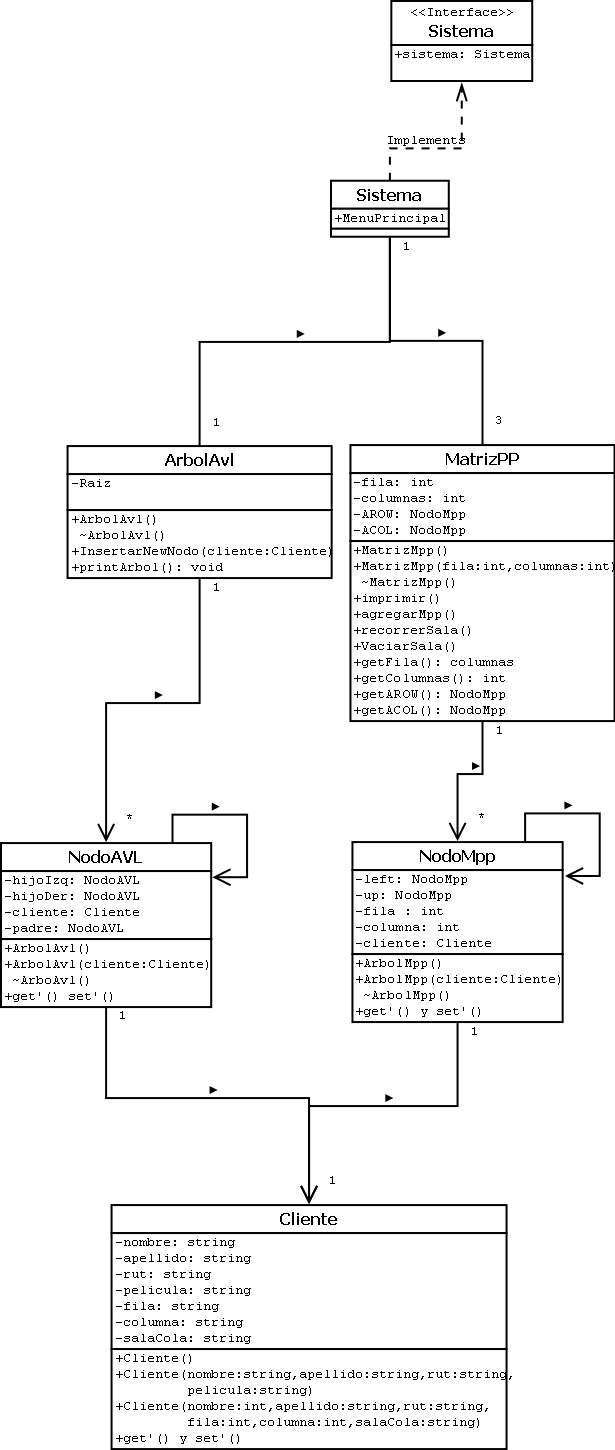 <<Interface>>
Sistema
+sistema: Sistema
Implements
Sistema
+MenuPrincipal
1
1
3
ArbolAvl
-Raiz
+ArbolAvl()
~ArbolAvl()
+InsertarNewNodo(cliente:Cliente)
+printArbol(): void
1
MatrizPP
-fila: int
-columnas: int
-AROW: NodoMpp
-ACOL: NodoMpp
+MatrizMpp()
+MatrizMpp(fila:int,columnas:int)
~MatrizMpp()
+imprimir()
+agregarMpp()
+recorrerSala()
+VaciarSala()
+getFila(): columnas
+getColumnas(): int
+getAROW(): NodoMpp
+getACOL(): NodoMpp
1
*
*
NodoAVL
-hijoIzq: NodoAVL
-hijoDer: NodoAVL
-cliente: Cliente
-padre: NodoAVL
+ArbolAvl()
+ArbolAvl(cliente:Cliente)
~ArboAvl()
+get'() set'()
1
NodoMpp
-left: NodoMpp
-up: NodoMpp
-fila : int
-columna: int
-cliente: Cliente
+ArbolMpp()
+ArbolMpp(cliente:Cliente)
~ArbolMpp()
+get'() y set'()
1
1
Cliente
-nombre: string
-apellido: string
-rut: string
-pelicula: string
-fila: string
-columna: string
-salaCola: string
+Cliente()
+Cliente(nombre:string,apellido:string,rut:string,
pelicula:string)
+Cliente(nombre:int,apellido:string,rut:string,
fila:int,columna:int,salaCola:string)
+get'() y set'()